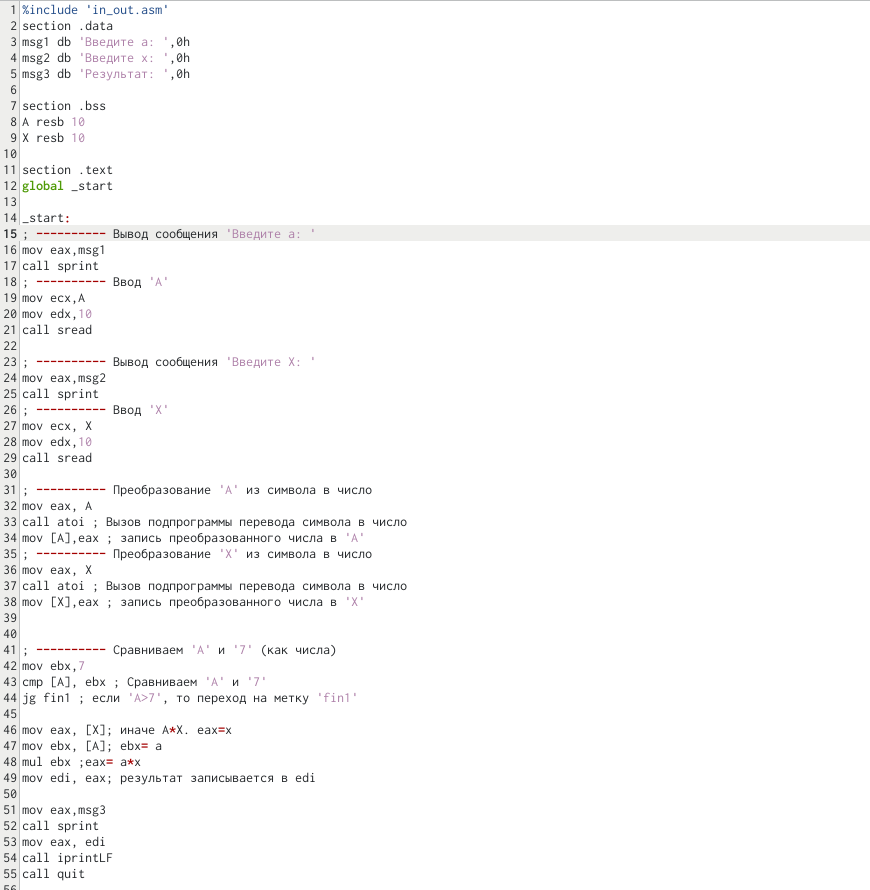 1 %include 'in_out.asm'
2 section .data
3 msg1 db 'Введите а: ',0h
4 msg2 db 'Введите х: ',0h
5 msg3 db 'Результат: ',0h
6
7 section .bss
8 A resb 10
9 X resb 10
10
11 section .text
12 global _start
13
14 _start:
15 ; ---------- Вывод сообщения 'Введите а: '
16 mov eax,msg1
17 call sprint
18 ; ---------- Ввод 'A'
19 mov ecx,A
20 mov edx,10
21 call sread
22
23 ; ---------- Вывод сообщения 'Введите X: '
24 mov eax,msg2
25 call sprint
26 ; ---------- Ввод 'X'
27 mov ecx, X
28 mov edx,10
29 call sread
30
31 ; ---------- Преобразование 'A' из символа в число
32 mov eax, A
33 call atoi ; Вызов подпрограммы перевода символа в число
34 mov [A],eax ; запись преобразованного числа в 'A'
35 ; ---------- Преобразование 'X' из символа в число
36 mov eax, X
37 call atoi ; Вызов подпрограммы перевода символа в число
38 mov [X],eax ; запись преобразованного числа в 'X'
39
40
41 ; ---------- Сравниваем 'A' и '7' (как числа)
42 mov ebx,7
43 cmp [A], ebx ; Сравниваем 'A' и '7'
44 jg fin1 ; если 'A>7', то переход на метку 'fin1'
45
46 mov eax, [X]; иначе A*X. eax=x
47 mov ebx, [A]; ebx= a
48 mul ebx ;eax= a*x
49 mov edi, eax; результат записывается в edi
50
51 mov eax,msg3
52 call sprint
53 mov eax, edi
54 call iprintLF
55 call quit